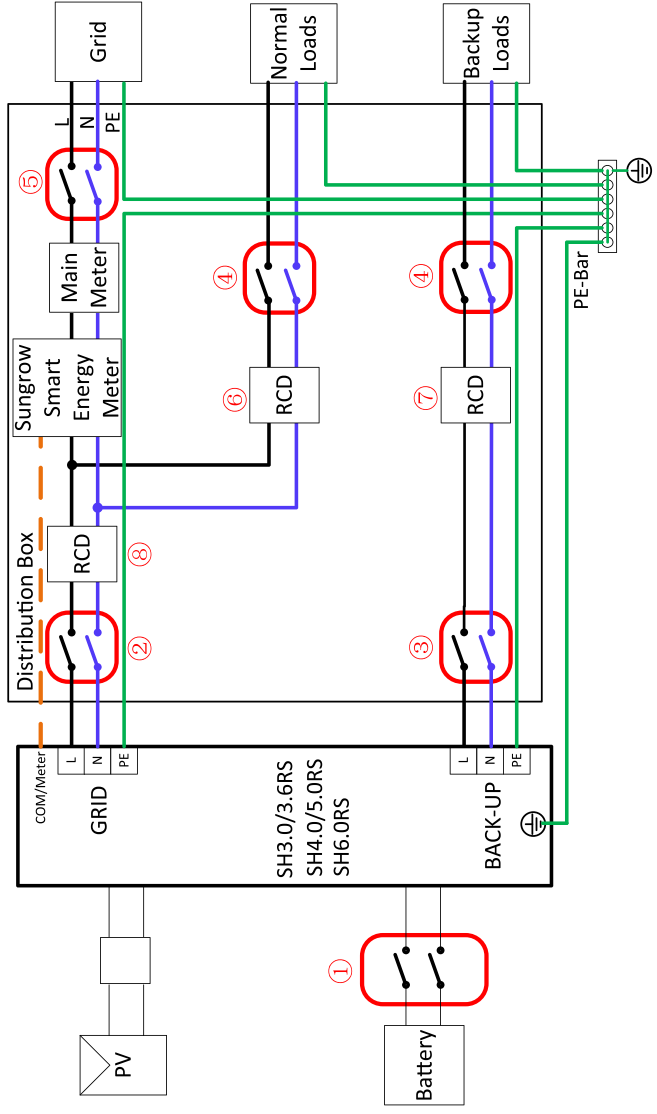 Grid
Normal
Loads
Backup
Loads
L
N
PE
⑤
④
④
Main
Meter
PE-Bar
Sungrow
Smart
Energy
Meter
RCD
⑥
RCD
⑦
Distribution Box
RCD
⑧
②
③
COM/Meter
L
N
PE
GRID
L
N
PE
BACK-UP
SH3.0/3.6RS
SH4.0/5.0RS
SH6.0RS
①
PV
Battery